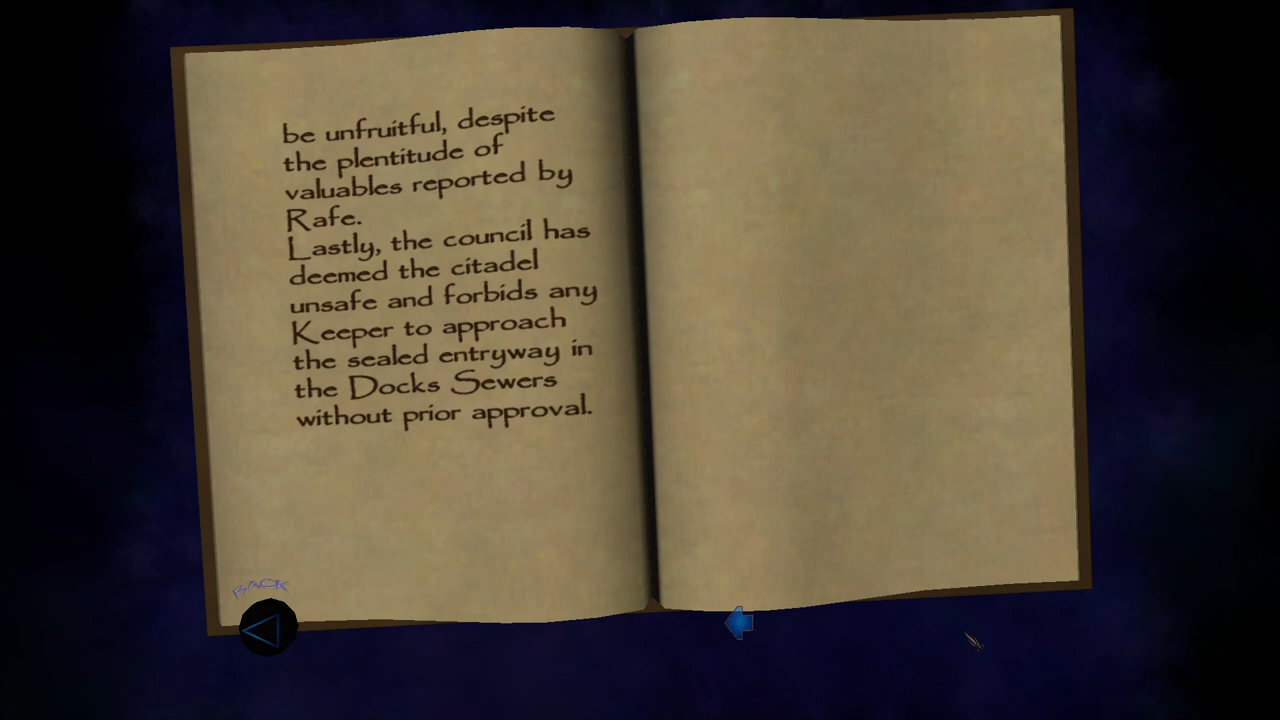 be unfruitful, despite
the plentitude of
valuables reported by
Rafe.
Lastly, the council has
deemed the citadel
unsafe and forbids any
Keeper to approach
the sealed entryway in
the Docks Sewers
without prior approval.
BACK